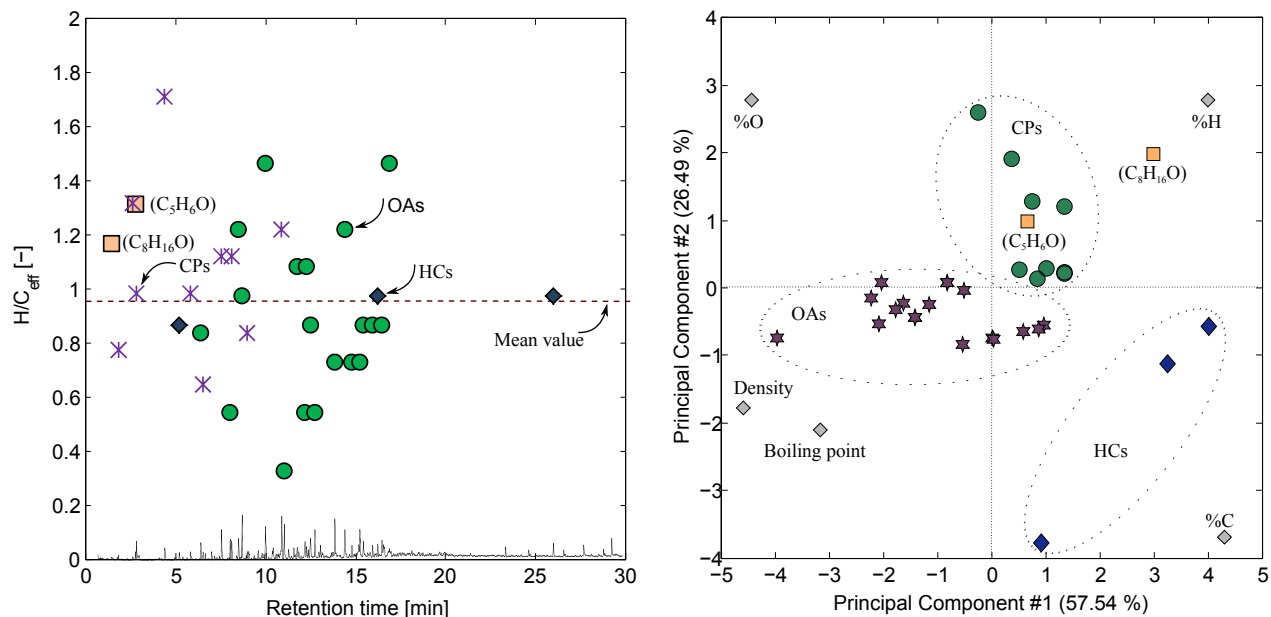 2
1.8
1.6
1.4
1.2
1
0.8
0.6
0.4
0.2
0
H/C_eff [−]
(C₅H₆O)
(C₈H₁₆O)
CPs
OAs
HCs
Mean value
0 5 10 15 20 25 30
Retention time [min]
5
4
3
2
1
0
−1
−2
−3
−4
Principal Component #2 (26.49 %)
%O
CPs
%H
(C₈H₁₆O)
(C₅H₆O)
OAs
Density
Boiling point
HCs
%C
−5 −4 −3 −2 −1 0 1 2 3 4 5
Principal Component #1 (57.54 %)